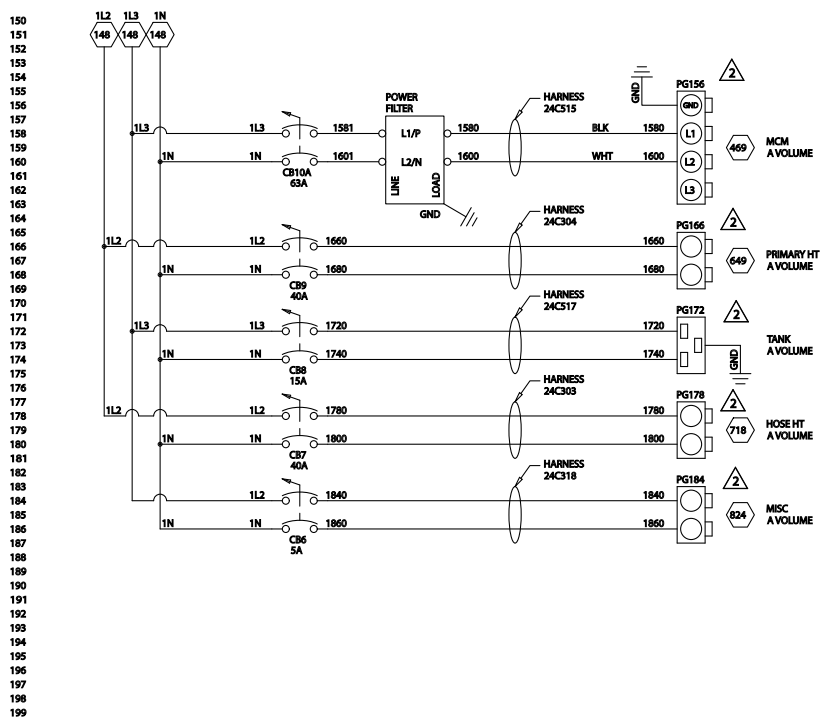 150 1L2 1L3 1N
151 148 148 148
152
153
154 2
155 POWER FILTER HARNESS 24C515 GND PG156
156 GND
157
158 1L3 1L3 1581 L1/P 1580 BLK 1580 L1
159 469 MCM A VOLUME
160 1N 1N 1601 L2/N 1600 WHT 1600 L2
161 CB10A
162 63A LINE LOAD L3
163
164 GND HARNESS 24C304 2
165 PG166
166 1L2 1L2 1660 1660
167 649 PRIMARY HT A VOLUME
168 1N 1N 1680 1680
169 CB9 40A
170 HARNESS 24C517
171 PG172 2
172 1L3 1L3 1720 1720
173 TANK A VOLUME
174 1N 1N 1740 1740 GND
175 CB8
176 15A HARNESS 24C303
177 PG178 2
178 1L2 1L2 1780 1780
179 718 HOSE HT A VOLUME
180 1N 1N 1800 1800
181 CB7 40A
182 HARNESS 24C318
183 PG184 2
184 1L2 1840 1840
185 824 MISC A VOLUME
186 1N 1N 1860 1860
187 CB6 5A
188
189
190
191
192
193
194
195
196
197
198
199